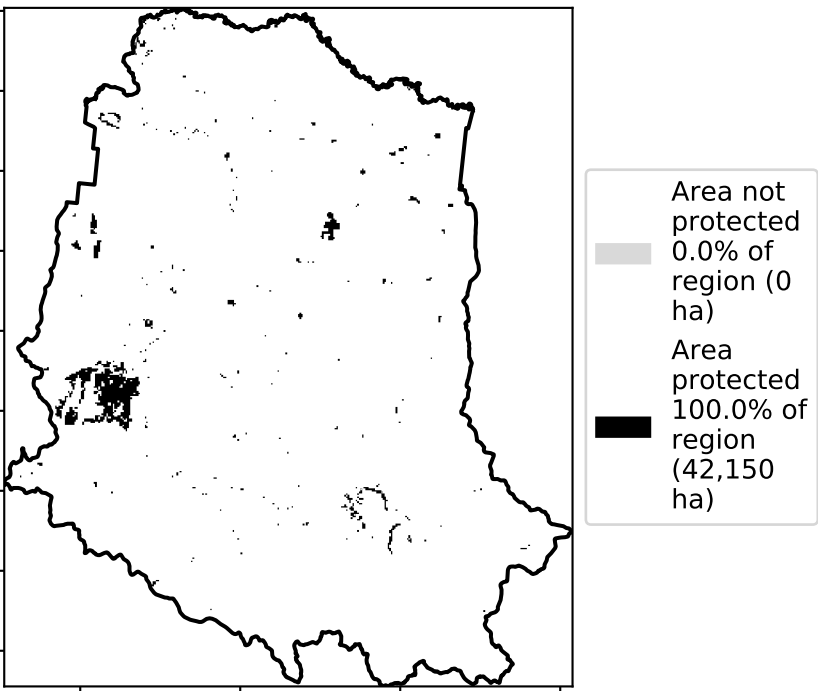 Area not
protected
0.0% of
region (0
ha)
Area
protected
100.0% of
region
(42,150
ha)